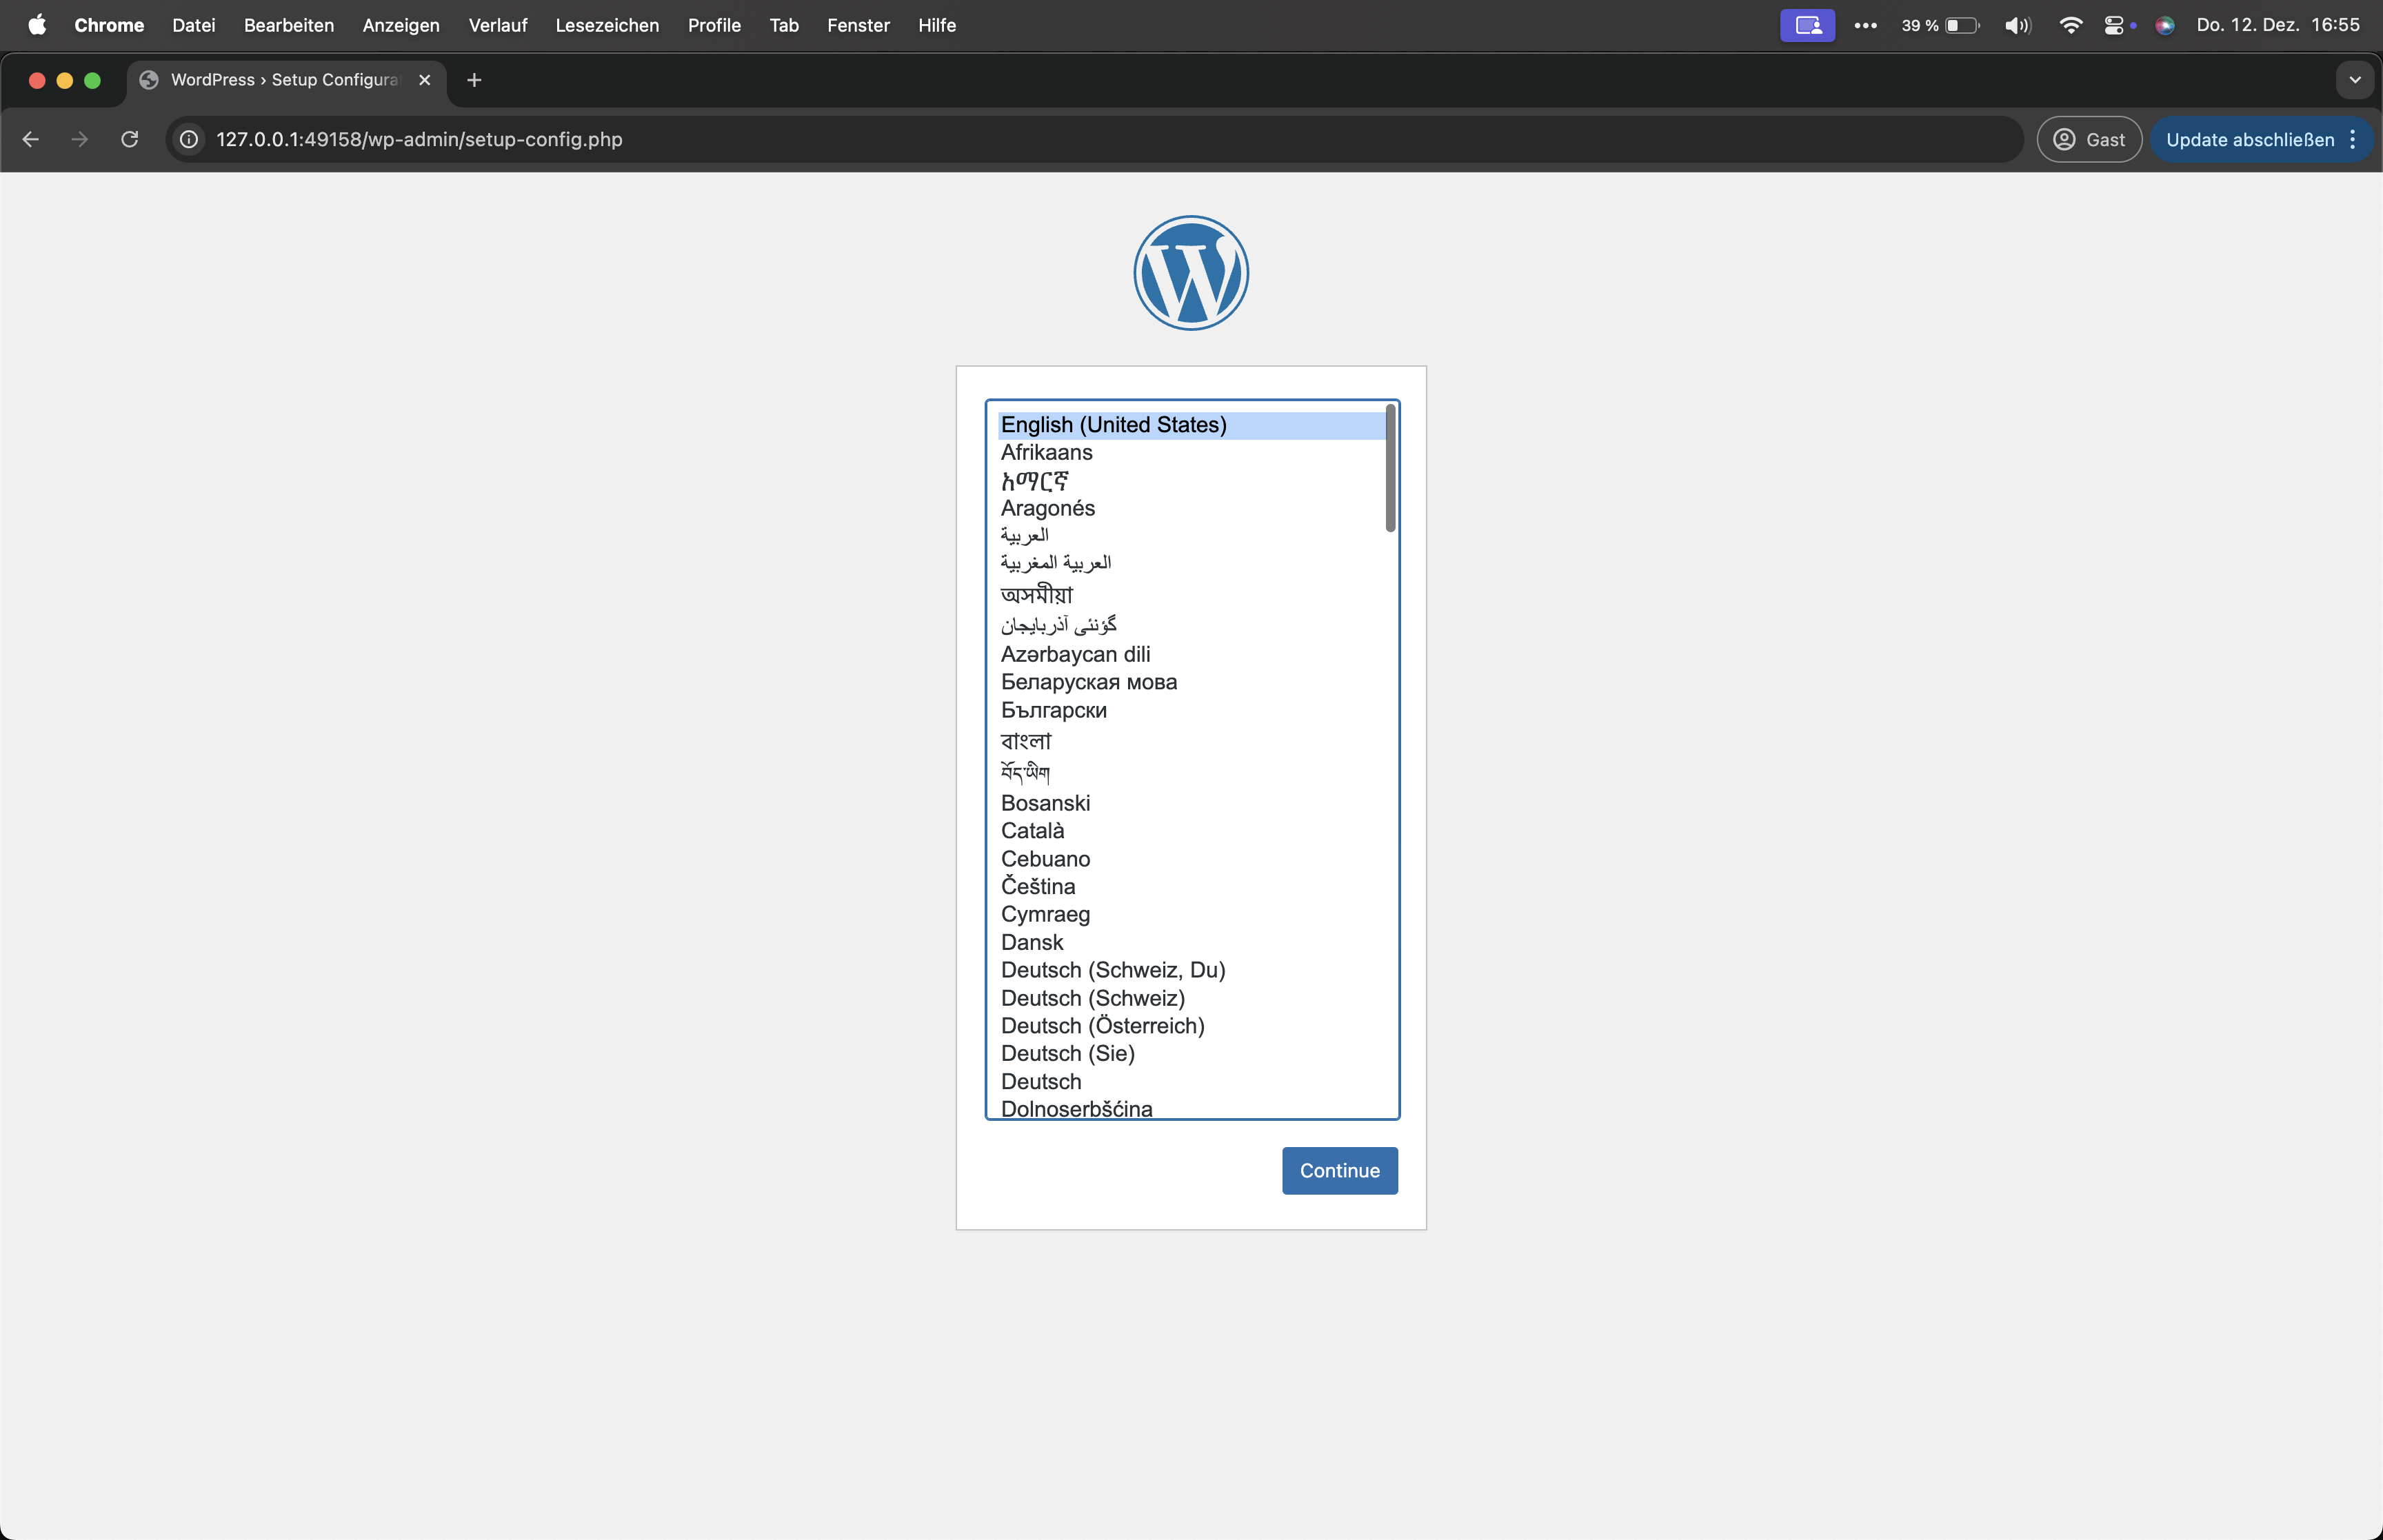 Chrome Datei Bearbeiten Anzeigen Verlauf Lesezeichen Profile Tab Fenster Hilfe 39 % Do. 12. Dez. 16:55
WordPress › Setup Configura
127.0.0.1:49158/wp-admin/setup-config.php Gast Update abschließen
English (United States)
Afrikaans
አማርኛ
Aragonés
العربية
العربية المغربية
অসমীয়া
گؤنئی آذربایجان
Azərbaycan dili
Беларуская мова
Български
বাংলা
བོད་ཡིག
Bosanski
Català
Cebuano
Čeština
Cymraeg
Dansk
Deutsch (Schweiz, Du)
Deutsch (Schweiz)
Deutsch (Österreich)
Deutsch (Sie)
Deutsch
Dolnoserbšćina
Continue